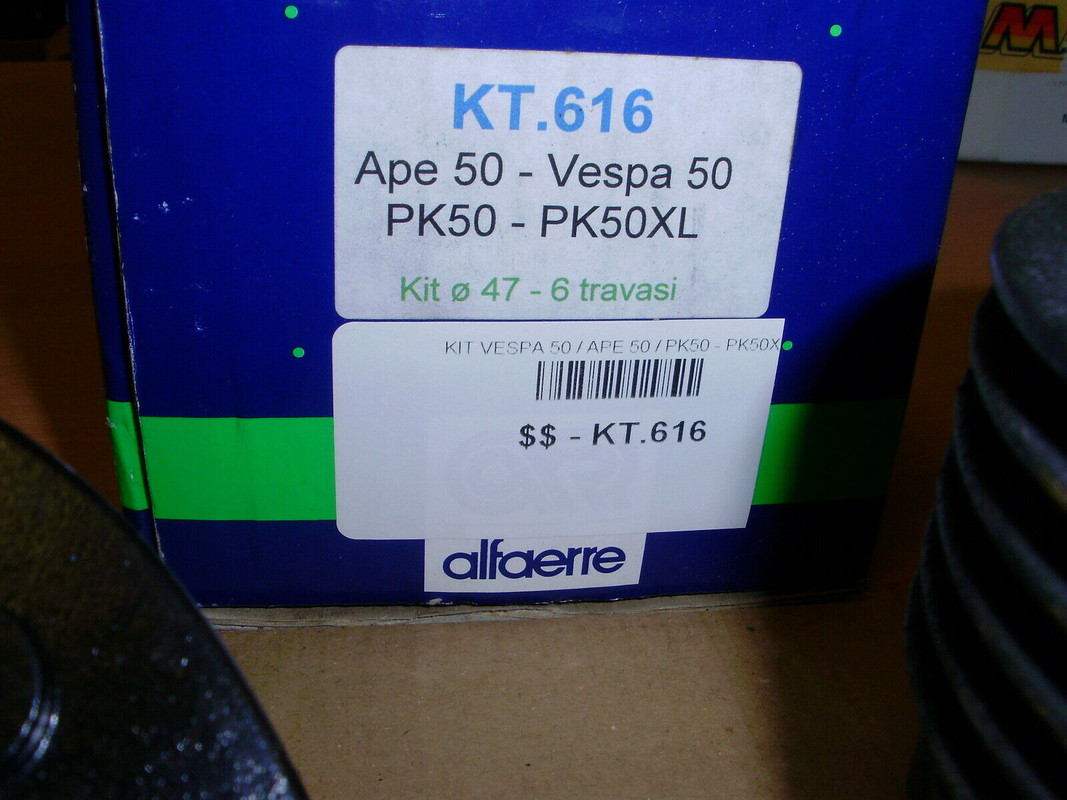 KT.616
Ape 50 - Vespa 50
PK50 - PK50XL
Kit ø 47 - 6 travasi
KIT VESPA 50 / APE 50 / PK50 - PK50X
$$ - KT.616
alfaerre